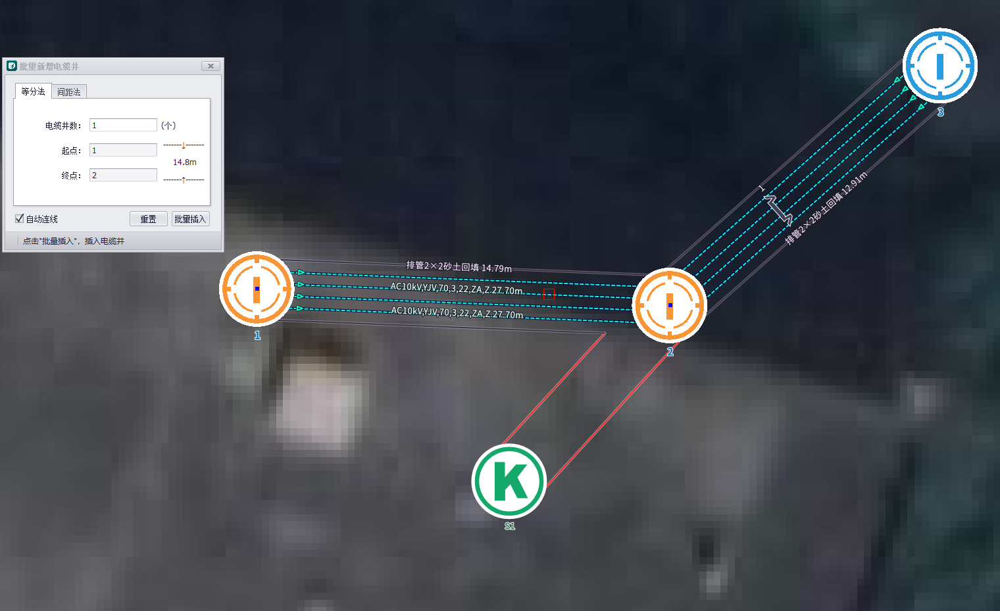 批量新增电缆井
等分法 间距法
电缆井数: 1 (个)
起点: 1
14.8m
终点: 2
自动连线 重置 批量插入
点击"批量插入", 插入电缆井
排管2×2砂土回填 14.79m
AC10kV,YJV,70,3,22,ZA,Z.27.70m
AC10kV,YJV,70,3,22,ZA,Z.27.70m
1
排管2×2砂土回填 12.91m
1
2
3
K
S1